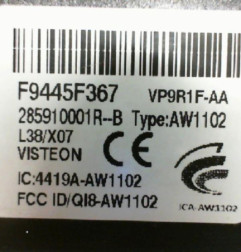 F9445F367 VP9R1F-AA
285910001R--B Type:AW1102
L38/X07
VISTEON CE
IC:4419A-AW1102
FCC ID/QI8-AW1102 ICA-AW1102